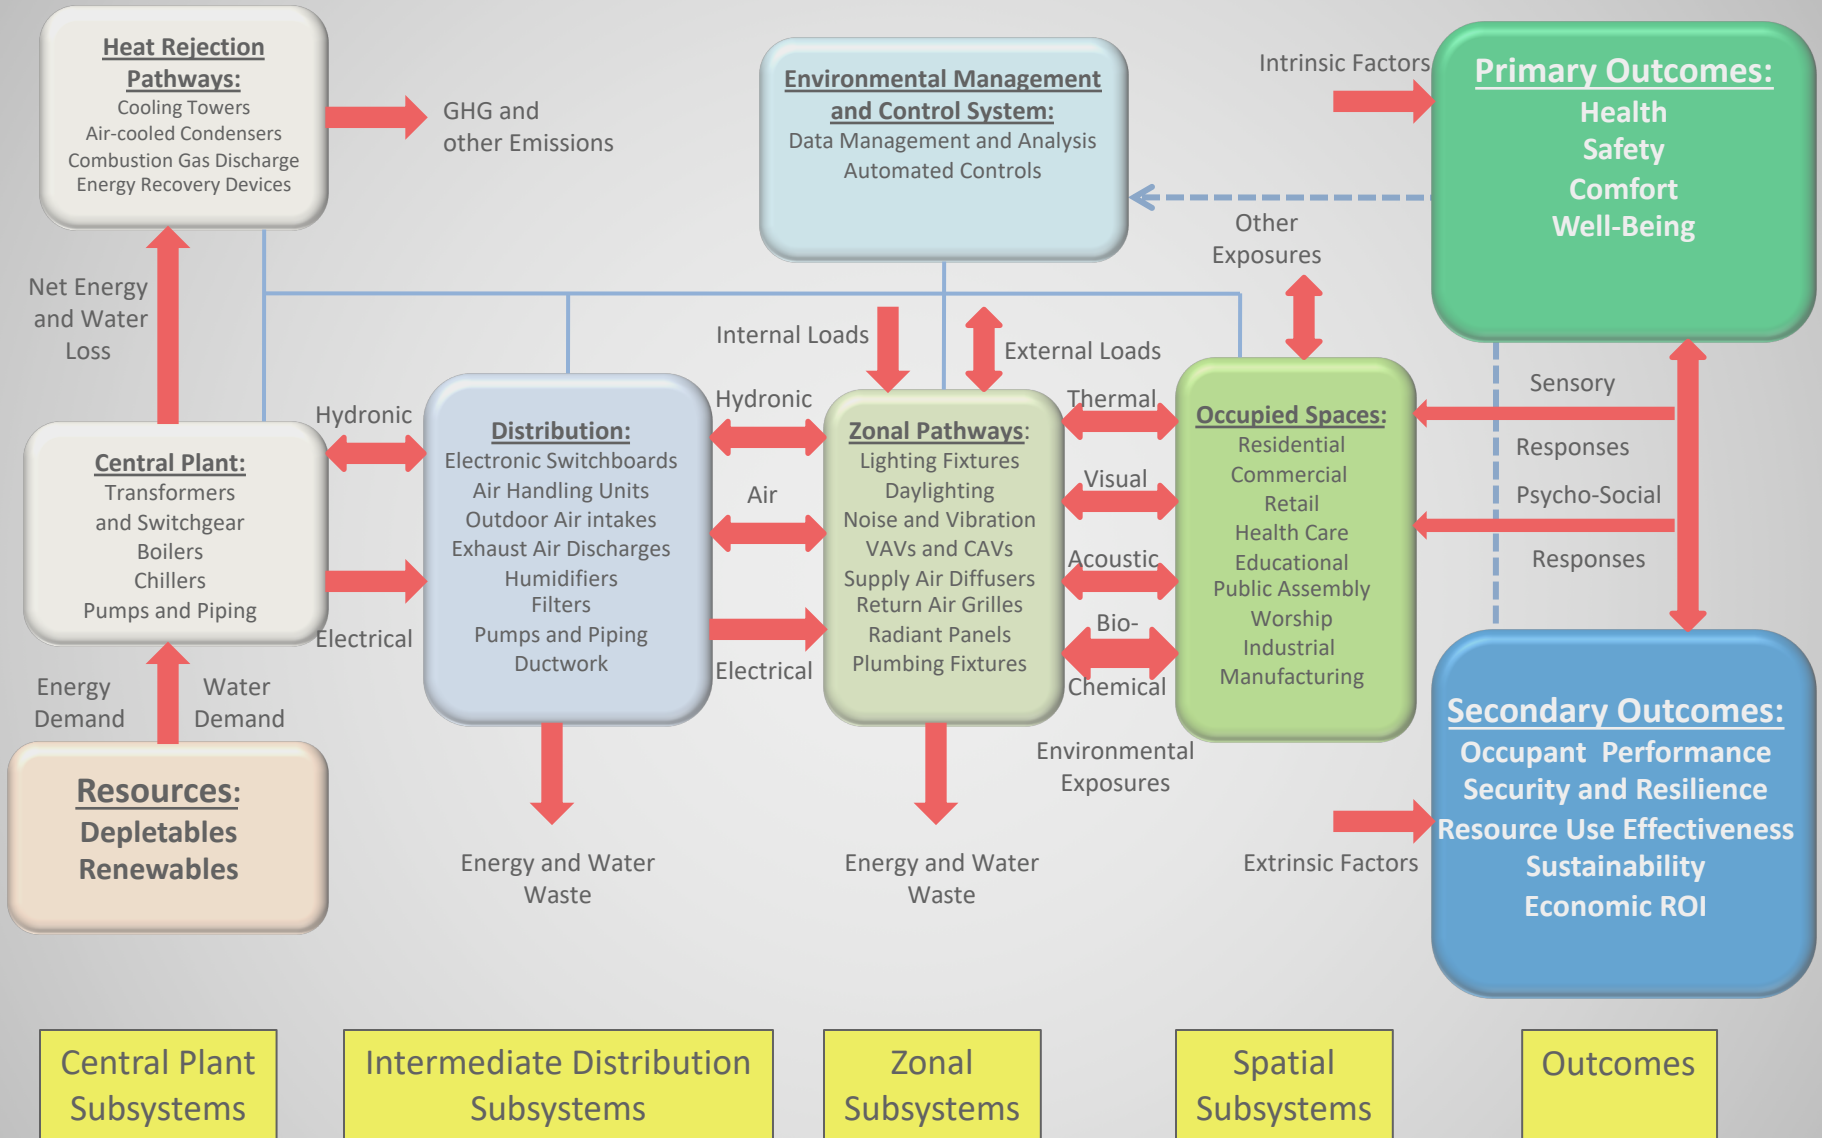 Heat Rejection
Pathways:
Cooling Towers
Air-cooled Condensers
Combustion Gas Discharge
Energy Recovery Devices
GHG and
other Emissions
Environmental Management
and Control System:
Data Management and Analysis
Automated Controls
Intrinsic Factors
Primary Outcomes:
Health
Safety
Comfort
Well-Being
Other
Exposures
Net Energy
and Water
Loss
Internal Loads
External Loads
Hydronic
Electrical
Central Plant:
Transformers
and Switchgear
Boilers
Chillers
Pumps and Piping
Distribution:
Electronic Switchboards
Air Handling Units
Outdoor Air intakes
Exhaust Air Discharges
Humidifiers
Filters
Pumps and Piping
Ductwork
Hydronic
Air
Electrical
Zonal Pathways:
Lighting Fixtures
Daylighting
Noise and Vibration
VAVs and CAVs
Supply Air Diffusers
Return Air Grilles
Radiant Panels
Plumbing Fixtures
Thermal
Visual
Acoustic
Bio-
Chemical
Environmental
Exposures
Occupied Spaces:
Residential
Commercial
Retail
Health Care
Educational
Public Assembly
Worship
Industrial
Manufacturing
Sensory
Responses
Psycho-Social
Responses
Energy
Demand
Water
Demand
Resources:
Depletables
Renewables
Energy and Water
Waste
Energy and Water
Waste
Extrinsic Factors
Secondary Outcomes:
Occupant  Performance
Security and Resilience
Resource Use Effectiveness
Sustainability
Economic ROI
Central Plant
Subsystems
Intermediate Distribution
Subsystems
Zonal
Subsystems
Spatial
Subsystems
Outcomes